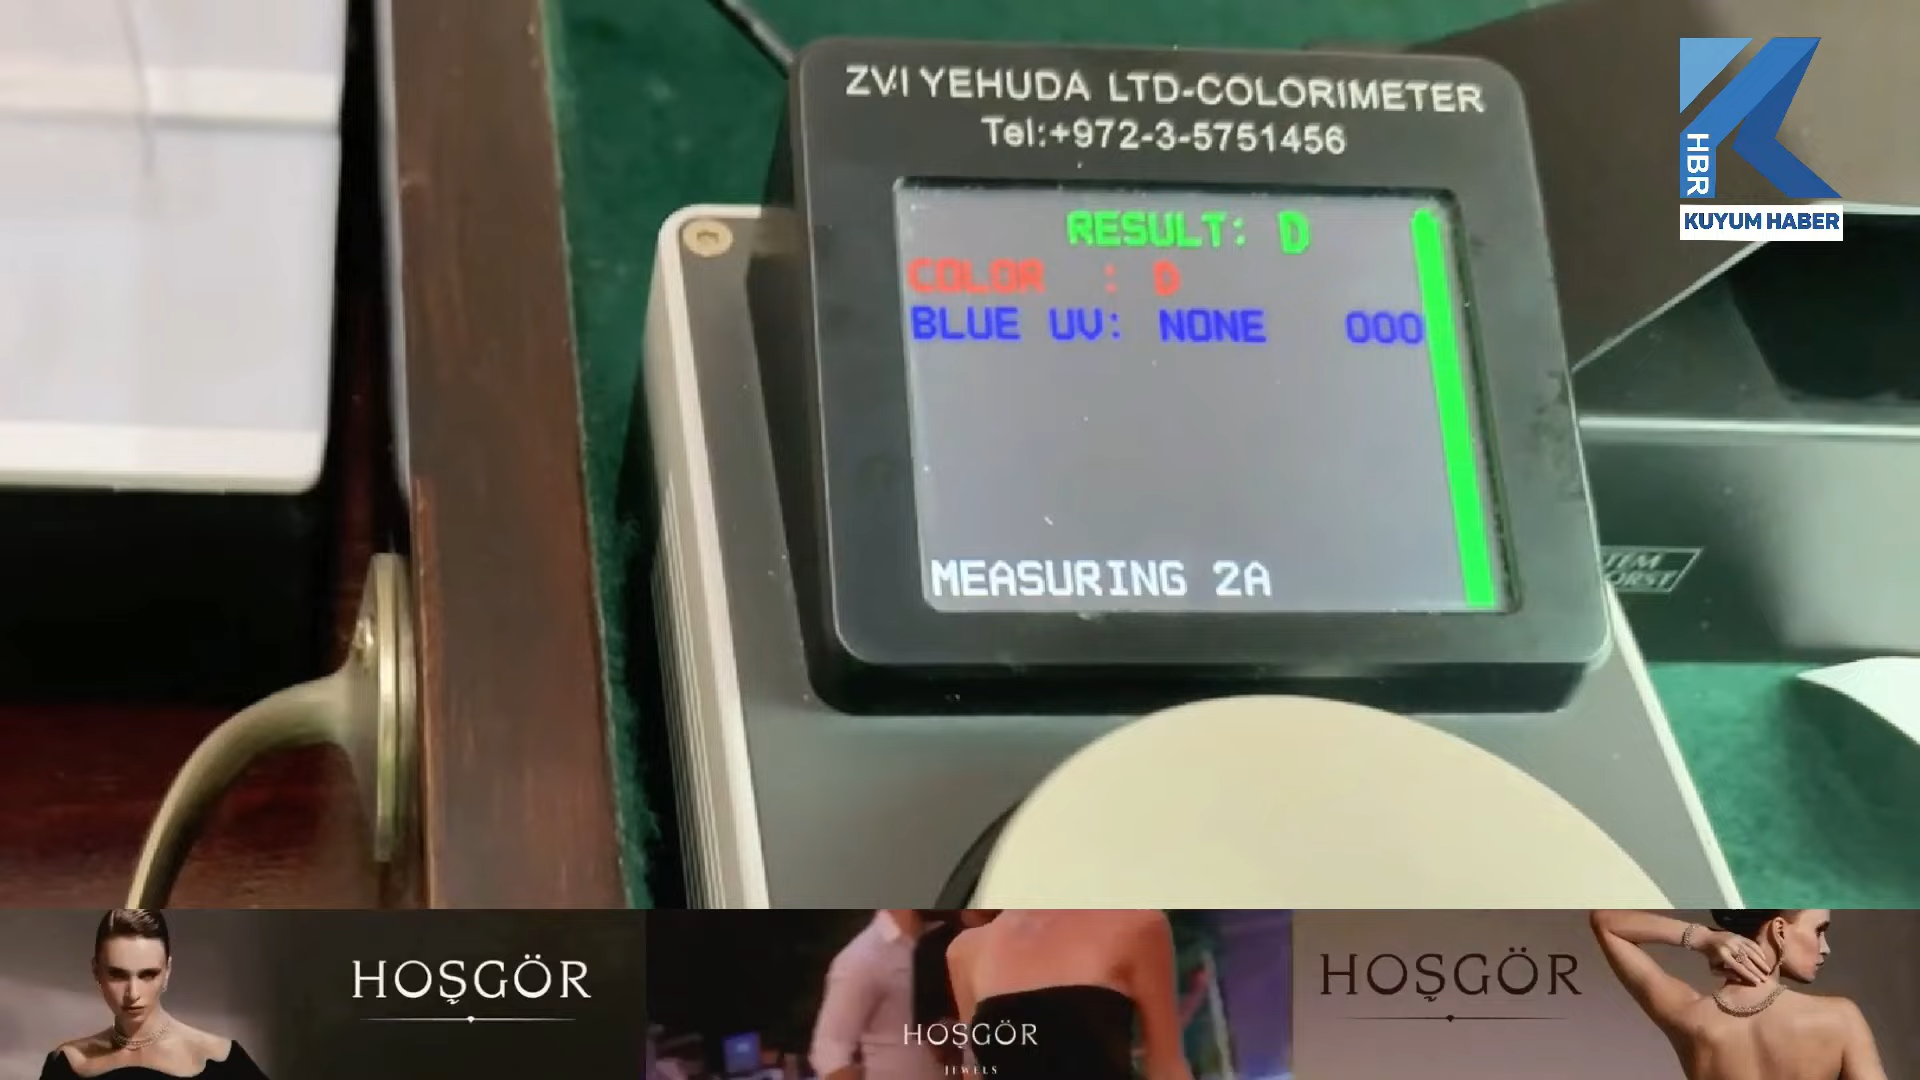 ZVI YEHUDA LTD-COLORIMETER
Tel:+972-3-5751456
RESULT: D
COLOR : D
BLUE UV: NONE 000
MEASURING 2A
HBR
KUYUM HABER
HOŞGÖR
HOŞGÖR
JEWELS
HOŞGÖR